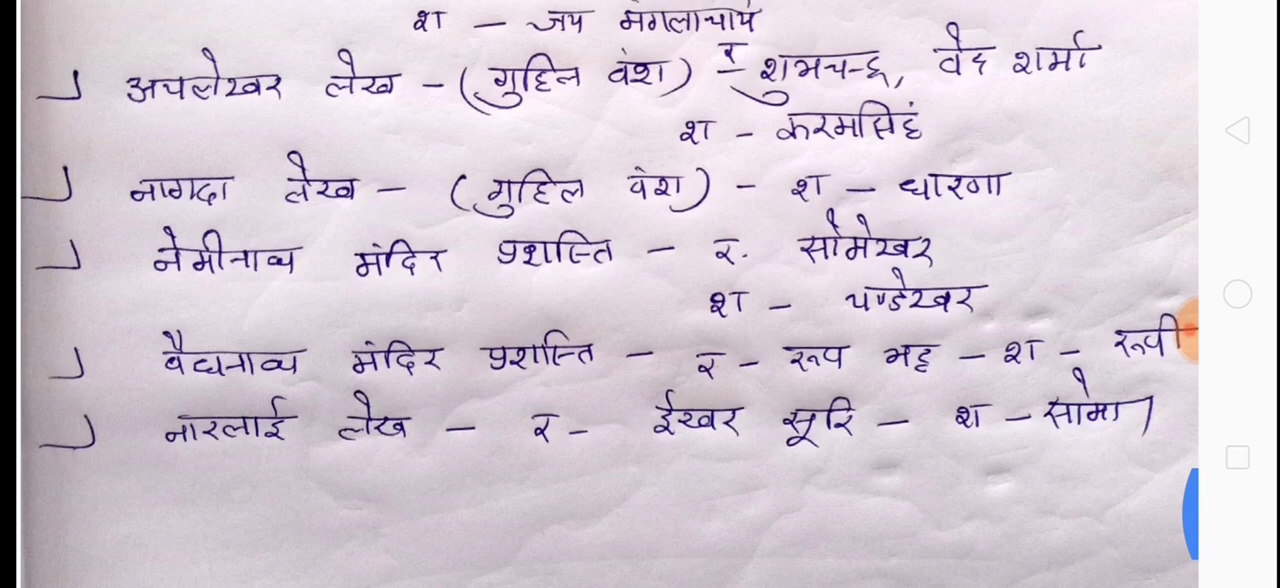 श - जय मंगलाचार्य
अचलेश्वर लेख - (गुहिल वंश) र - शुभचन्द्र, वेद शर्मा
श - करमसिहं
नागदा लेख - (गुहिल वंश) - श - धारणा
नेमीनाथ मंदिर प्रशस्ति - र. सोमेश्वर
श - चण्डेश्वर
वैद्यनाथ मंदिर प्रशस्ति - र - रूप भट्ट - श - रूपी
नारलाई लेख - र - ईश्वर सूरि - श - सोमा